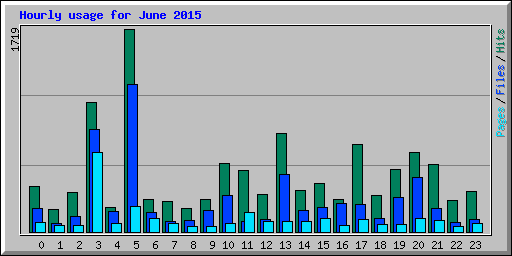 Hourly usage for June 2015
1719
Pages / Files / Hits
0 1 2 3 4 5 6 7 8 9 10 11 12 13 14 15 16 17 18 19 20 21 22 23